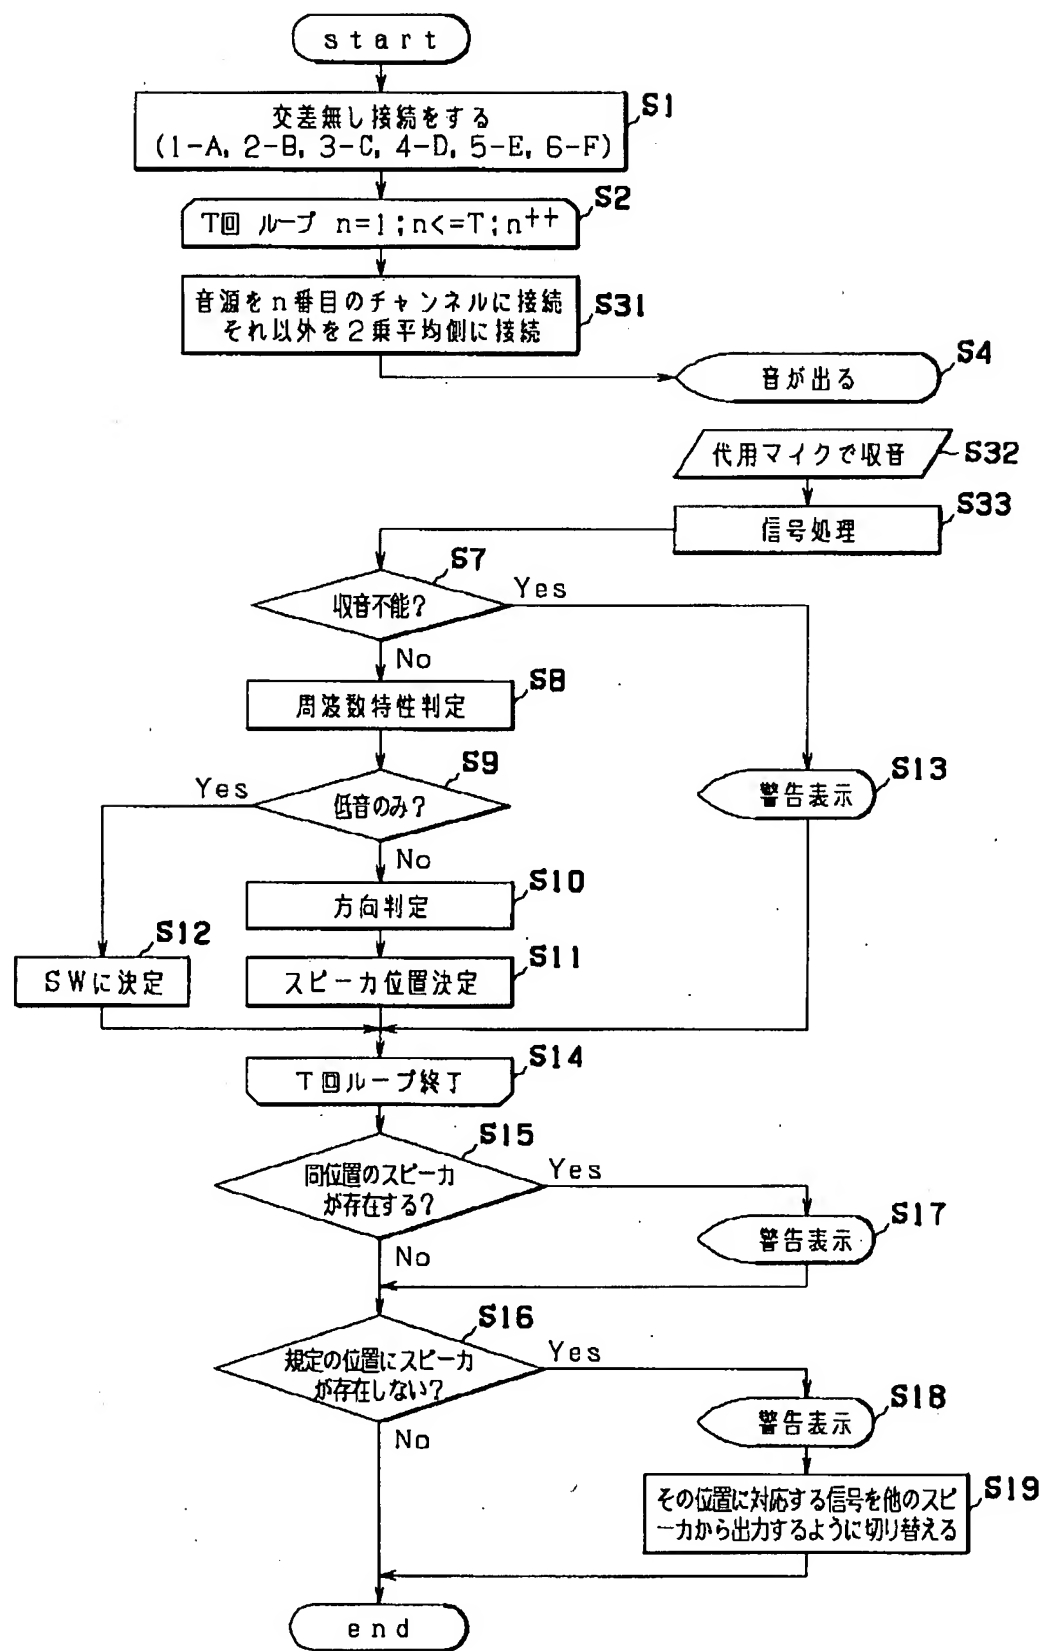 start
S1
交差無し接続をする
(1-A, 2-B, 3-C, 4-D, 5-E, 6-F)
S2
T回 ループ n=1;n<=T;n++
S31
音源をn番目のチャンネルに接続
それ以外を2乗平均側に接続
S4
音が出る
代用マイクで収音
S32
S33
信号処理
S7
収音不能?
Yes
No
S8
周波数特性判定
S9
低音のみ?
Yes
No
S13
警告表示
S10
方向判定
S12
SWに決定
S11
スピーカ位置決定
S14
T回ループ終了
S15
同位置のスピーカ
が存在する?
Yes
No
S17
警告表示
S16
規定の位置にスピーカ
が存在しない?
Yes
No
S18
警告表示
S19
その位置に対応する信号を他のスピ
ーカから出力するように切り替える
end